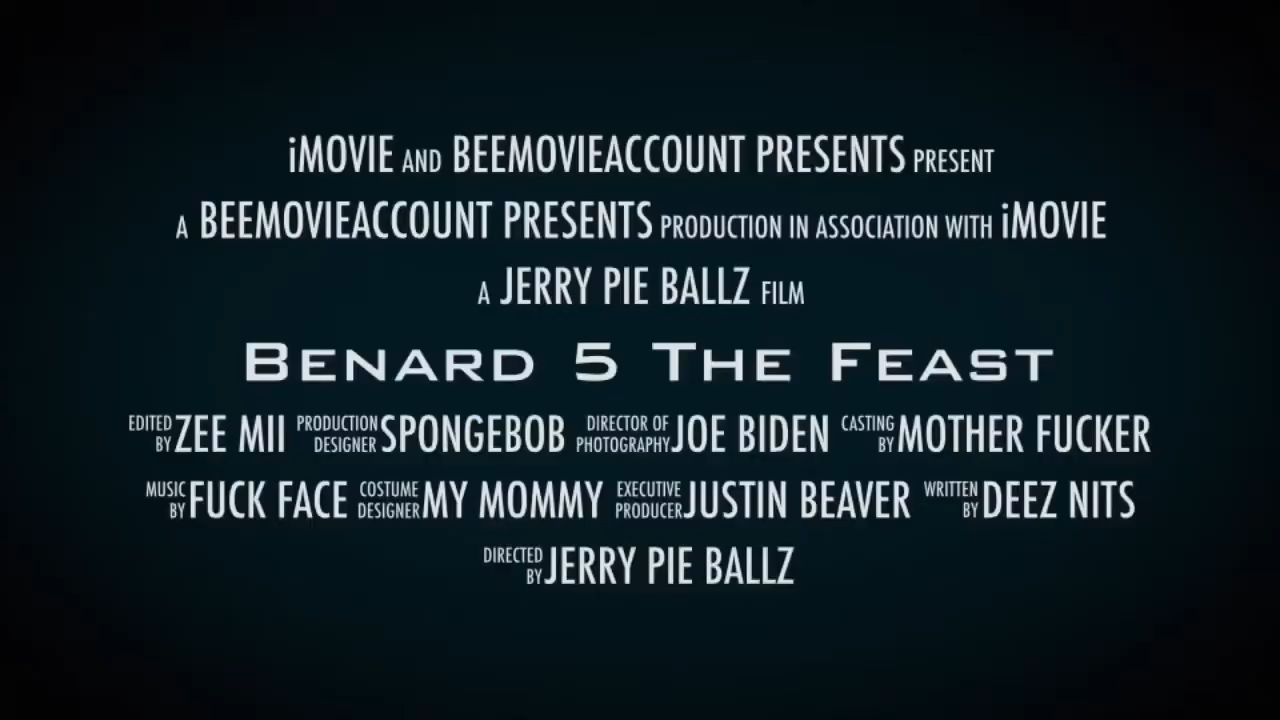 iMOVIE AND BEEMOVIEACCOUNT PRESENTS PRESENT
A BEEMOVIEACCOUNT PRESENTS PRODUCTION IN ASSOCIATION WITH iMOVIE
A JERRY PIE BALLZ FILM
BENARD 5 THE FEAST
EDITED BY ZEE MII PRODUCTION DESIGNER SPONGEBOB DIRECTOR OF PHOTOGRAPHY JOE BIDEN CASTING BY MOTHER FUCKER
MUSIC BY FUCK FACE COSTUME DESIGNER MY MOMMY EXECUTIVE PRODUCER JUSTIN BEAVER WRITTEN BY DEEZ NITS
DIRECTED BY JERRY PIE BALLZ